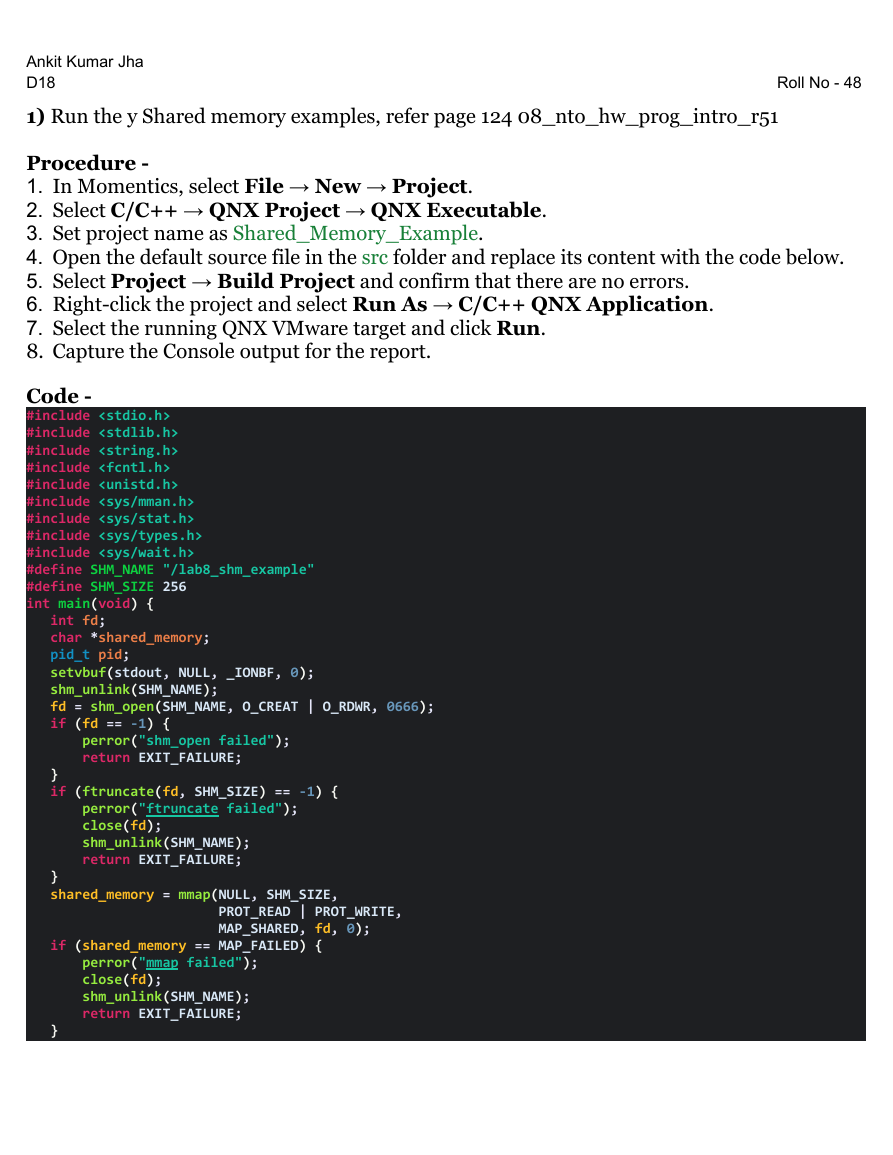 Ankit Kumar Jha
D18 Roll No - 48
1) Run the y Shared memory examples, refer page 124 08_nto_hw_prog_intro_r51
Procedure -
1. In Momentics, select File → New → Project.
2. Select C/C++ → QNX Project → QNX Executable.
3. Set project name as Shared_Memory_Example.
4. Open the default source file in the src folder and replace its content with the code below.
5. Select Project → Build Project and confirm that there are no errors.
6. Right-click the project and select Run As → C/C++ QNX Application.
7. Select the running QNX VMware target and click Run.
8. Capture the Console output for the report.
Code -
#include <stdio.h>
#include <stdlib.h>
#include <string.h>
#include <fcntl.h>
#include <unistd.h>
#include <sys/mman.h>
#include <sys/stat.h>
#include <sys/types.h>
#include <sys/wait.h>
#define SHM_NAME "/lab8_shm_example"
#define SHM_SIZE 256
int main(void) {
   int fd;
   char *shared_memory;
   pid_t pid;
   setvbuf(stdout, NULL, _IONBF, 0);
   shm_unlink(SHM_NAME);
   fd = shm_open(SHM_NAME, O_CREAT | O_RDWR, 0666);
   if (fd == -1) {
       perror("shm_open failed");
       return EXIT_FAILURE;
   }
   if (ftruncate(fd, SHM_SIZE) == -1) {
       perror("ftruncate failed");
       close(fd);
       shm_unlink(SHM_NAME);
       return EXIT_FAILURE;
   }
   shared_memory = mmap(NULL, SHM_SIZE,
                        PROT_READ | PROT_WRITE,
                        MAP_SHARED, fd, 0);
   if (shared_memory == MAP_FAILED) {
       perror("mmap failed");
       close(fd);
       shm_unlink(SHM_NAME);
       return EXIT_FAILURE;
   }